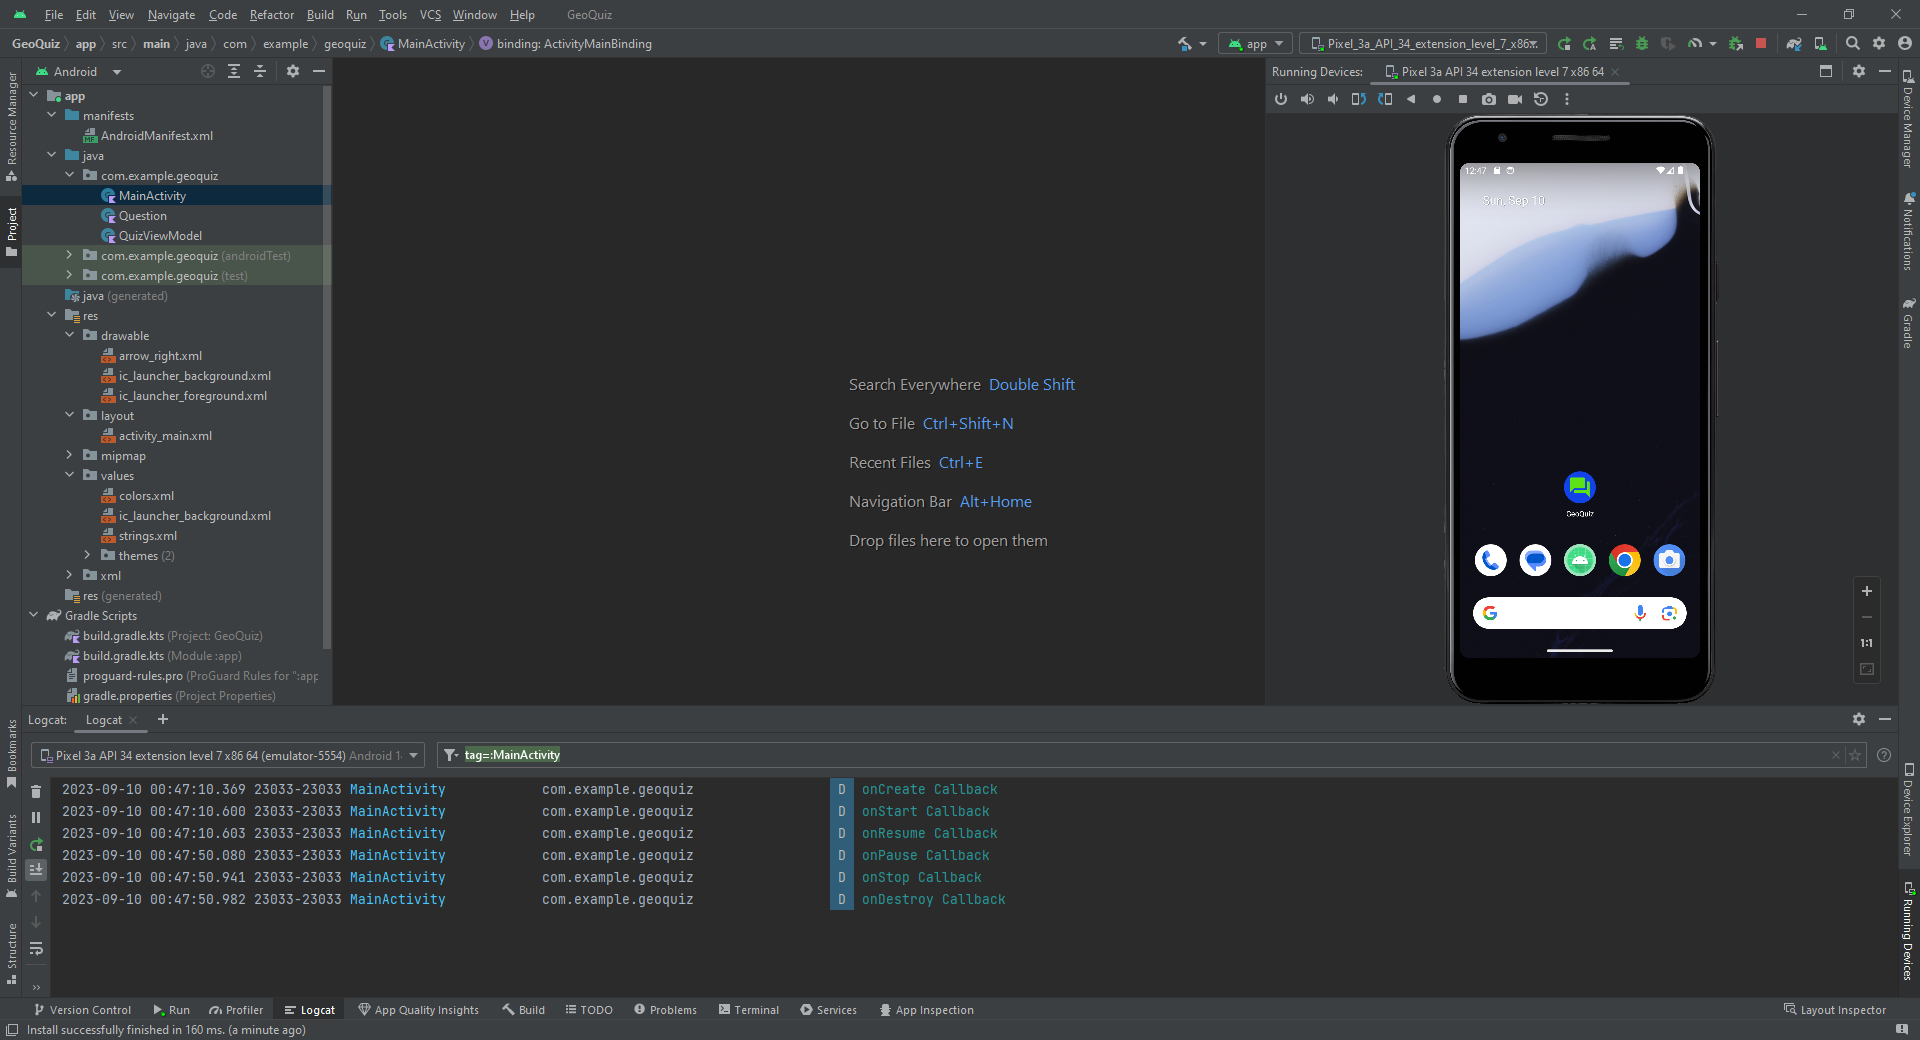 File Edit View Navigate Code Refactor Build Run Tools VCS Window Help GeoQuiz
GeoQuiz app src main java com example geoquiz MainActivity binding: ActivityMainBinding app Pixel_3a_API_34_extension_level_7_x86
Android
Running Devices: Pixel 3a API 34 extension level 7 x86 64
app
manifests
AndroidManifest.xml
java
com.example.geoquiz
MainActivity
Question
QuizViewModel
com.example.geoquiz (androidTest)
com.example.geoquiz (test)
java (generated)
res
drawable
arrow_right.xml
ic_launcher_background.xml
ic_launcher_foreground.xml
layout
activity_main.xml
mipmap
values
colors.xml
ic_launcher_background.xml
strings.xml
themes (2)
xml
res (generated)
Gradle Scripts
build.gradle.kts (Project: GeoQuiz)
build.gradle.kts (Module :app)
proguard-rules.pro (ProGuard Rules for ":app
gradle.properties (Project Properties)
Resource Manager
Project
Bookmarks
Build Variants
Structure
Search Everywhere Double Shift
Go to File Ctrl+Shift+N
Recent Files Ctrl+E
Navigation Bar Alt+Home
Drop files here to open them
12:47
Sun, Sep 10
GeoQuiz
1:1
Device Manager
Notifications
Gradle
Device Explorer
Running Devices
Logcat: Logcat
Pixel 3a API 34 extension level 7 x86 64 (emulator-5554) Android 1 tag=:MainActivity
2023-09-10 00:47:10.369 23033-23033 MainActivity com.example.geoquiz D onCreate Callback
2023-09-10 00:47:10.600 23033-23033 MainActivity com.example.geoquiz D onStart Callback
2023-09-10 00:47:10.603 23033-23033 MainActivity com.example.geoquiz D onResume Callback
2023-09-10 00:47:50.080 23033-23033 MainActivity com.example.geoquiz D onPause Callback
2023-09-10 00:47:50.941 23033-23033 MainActivity com.example.geoquiz D onStop Callback
2023-09-10 00:47:50.982 23033-23033 MainActivity com.example.geoquiz D onDestroy Callback
Version Control Run Profiler Logcat App Quality Insights Build TODO Problems Terminal Services App Inspection Layout Inspector
Install successfully finished in 160 ms. (a minute ago)